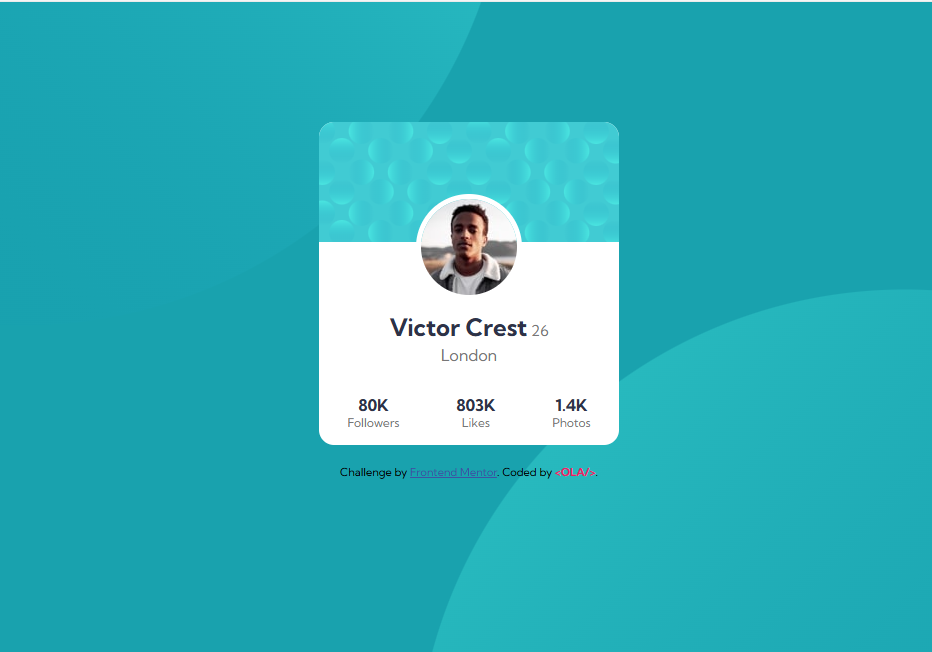 Victor Crest 26
London
80K 803K 1.4K
Followers Likes Photos
Challenge by Frontend Mentor. Coded by <OLA/>.